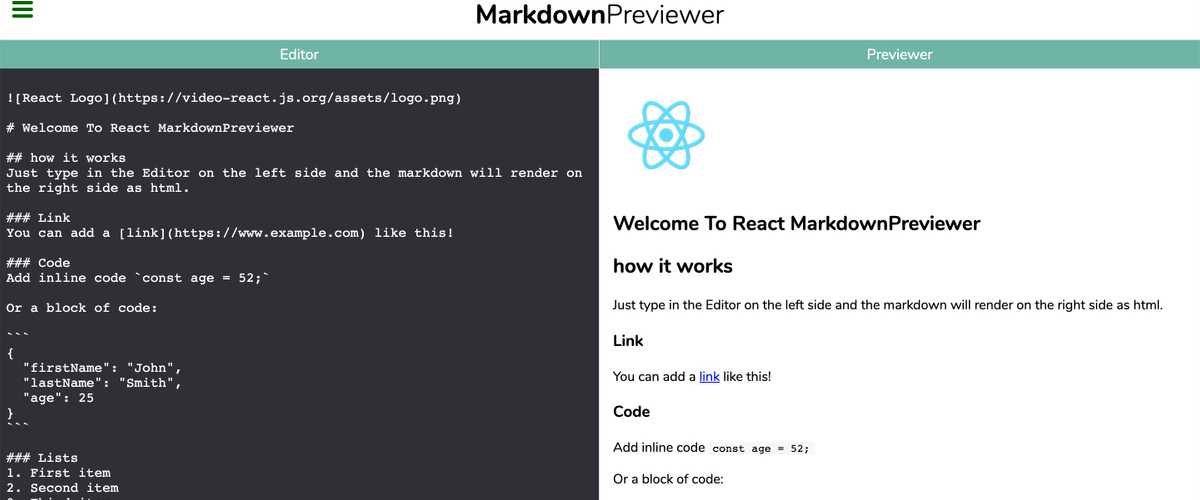 MarkdownPreviewer
Editor
![React Logo](https://video-react.js.org/assets/logo.png)
# Welcome To React MarkdownPreviewer
## how it works
Just type in the Editor on the left side and the markdown will render on
the right side as html.
### Link
You can add a [link](https://www.example.com) like this!
### Code
Add inline code `const age = 52;`
Or a block of code:
```
{
  "firstName": "John",
  "lastName": "Smith",
  "age": 25
}
```
### Lists
1. First item
2. Second item
Previewer
Welcome To React MarkdownPreviewer
how it works
Just type in the Editor on the left side and the markdown will render on the right side as html.
Link
You can add a link like this!
Code
Add inline code const age = 52;
Or a block of code: